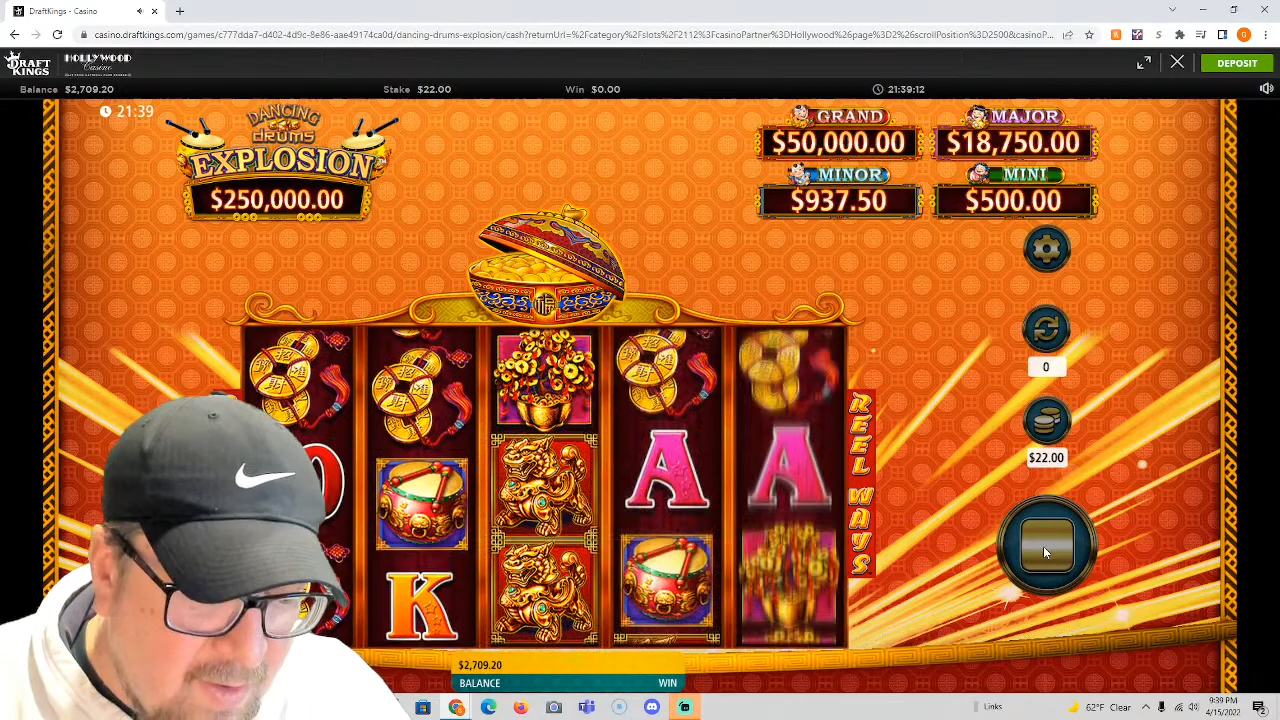 DraftKings - Casino
casino.draftkings.com/games/c777dda7-d402-4d9c-8e86-aae49174ca0d/dancing-drums-explosion/cash?returnUrl=%2Fcategory%2Fslots%2F2112%3FcasinoPartner%3DHollywood%26page%3D2%26scrollPosition%3D2500&casinoP...
DRAFT KINGS
HOLLYWOOD Casino
DEPOSIT
Balance $2,709.20
Stake $22.00
Win $0.00
21:39:12
21:39
DANCING
drums
EXPLOSION
$250,000.00
GRAND
$50,000.00
MAJOR
$18,750.00
MINOR
$937.50
MINI
$500.00
0
$22.00
A
A
K
REEL WAYS
$2,709.20
BALANCE WIN
Links
62°F Clear
9:39 PM
4/15/2022